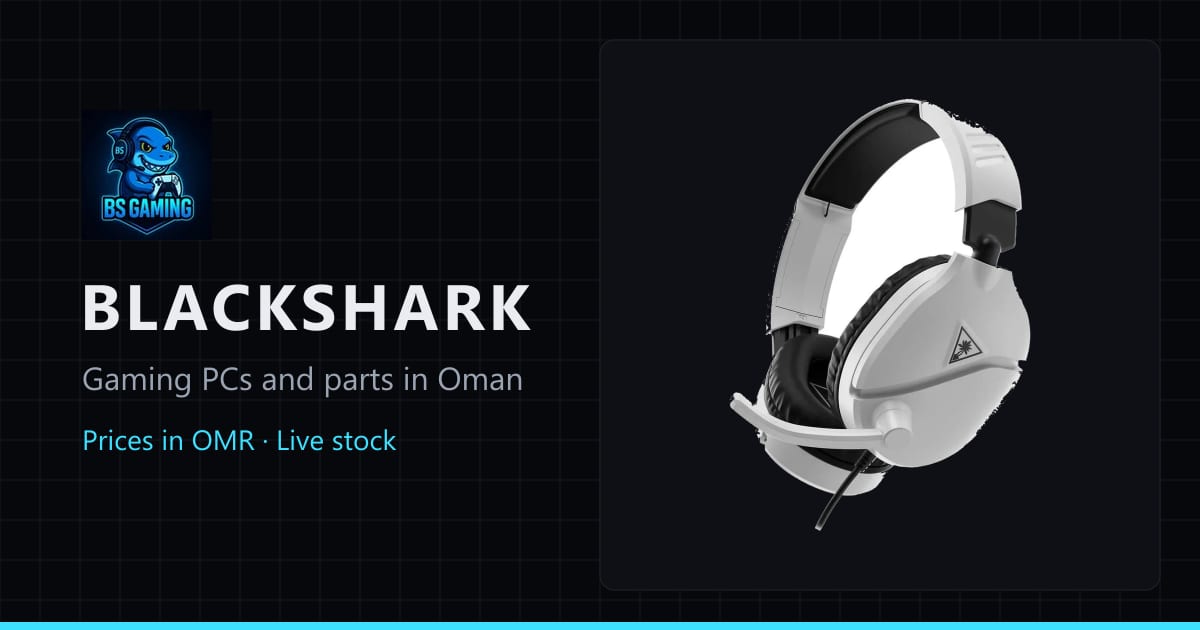 BS
BS GAMING
BLACKSHARK
Gaming PCs and parts in Oman
Prices in OMR · Live stock